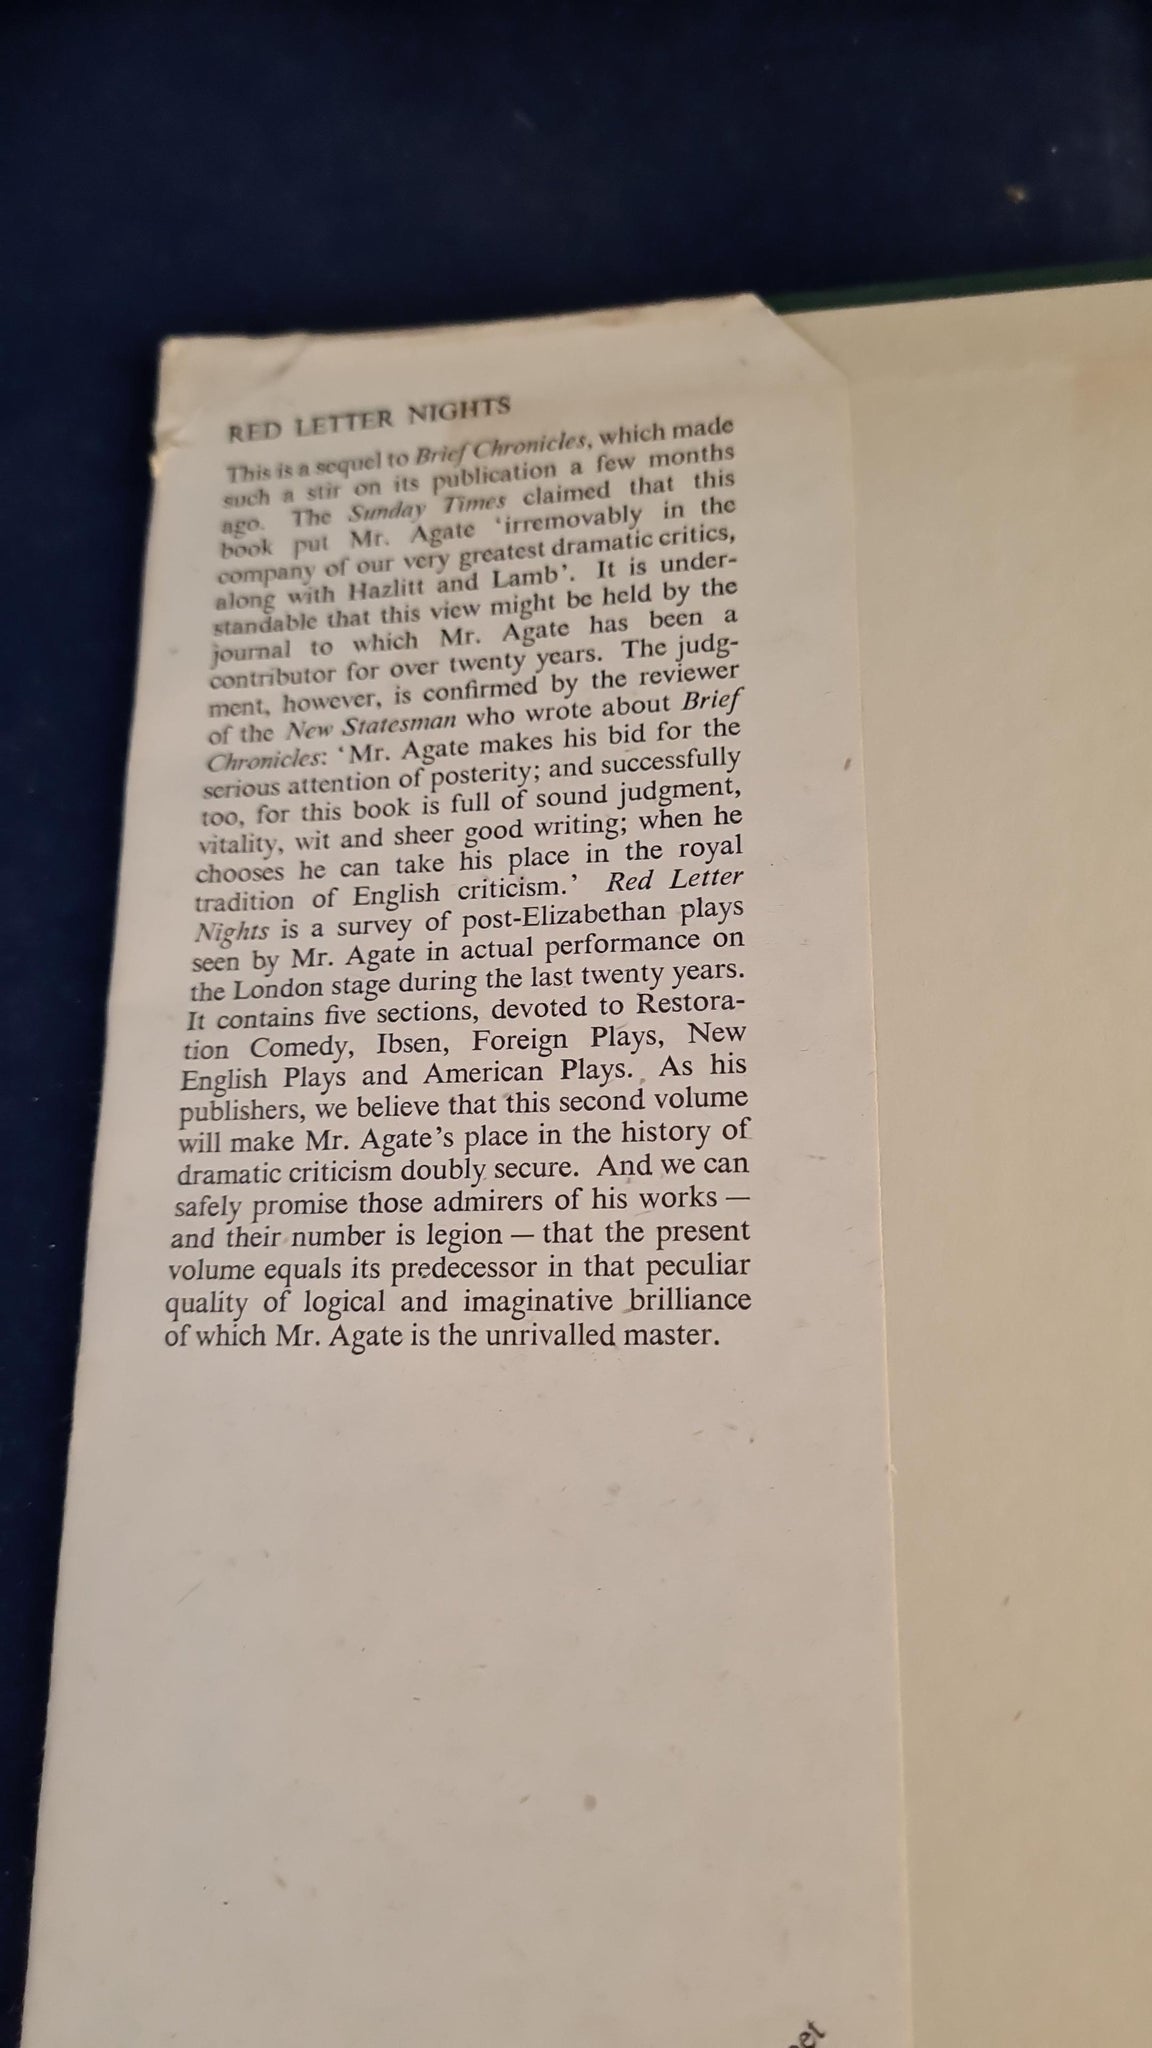 RED LETTER NIGHTS
This is a sequel to Brief Chronicles, which made
such a stir on its publication a few months
ago. The Sunday Times claimed that this
book put Mr. Agate ‘irremovably in the
company of our very greatest dramatic critics,
along with Hazlitt and Lamb’. It is under-
standable that this view might be held by the
journal to which Mr. Agate has been a
contributor for over twenty years. The judg-
ment, however, is confirmed by the reviewer
of the New Statesman who wrote about Brief
Chronicles: ‘Mr. Agate makes his bid for the
serious attention of posterity; and successfully
too, for this book is full of sound judgment,
vitality, wit and sheer good writing; when he
chooses he can take his place in the royal
tradition of English criticism.’ Red Letter
Nights is a survey of post-Elizabethan plays
seen by Mr. Agate in actual performance on
the London stage during the last twenty years.
It contains five sections, devoted to Restora-
tion Comedy, Ibsen, Foreign Plays, New
English Plays and American Plays. As his
publishers, we believe that this second volume
will make Mr. Agate’s place in the history of
dramatic criticism doubly secure. And we can
safely promise those admirers of his works —
and their number is legion — that the present
volume equals its predecessor in that peculiar
quality of logical and imaginative brilliance
of which Mr. Agate is the unrivalled master.